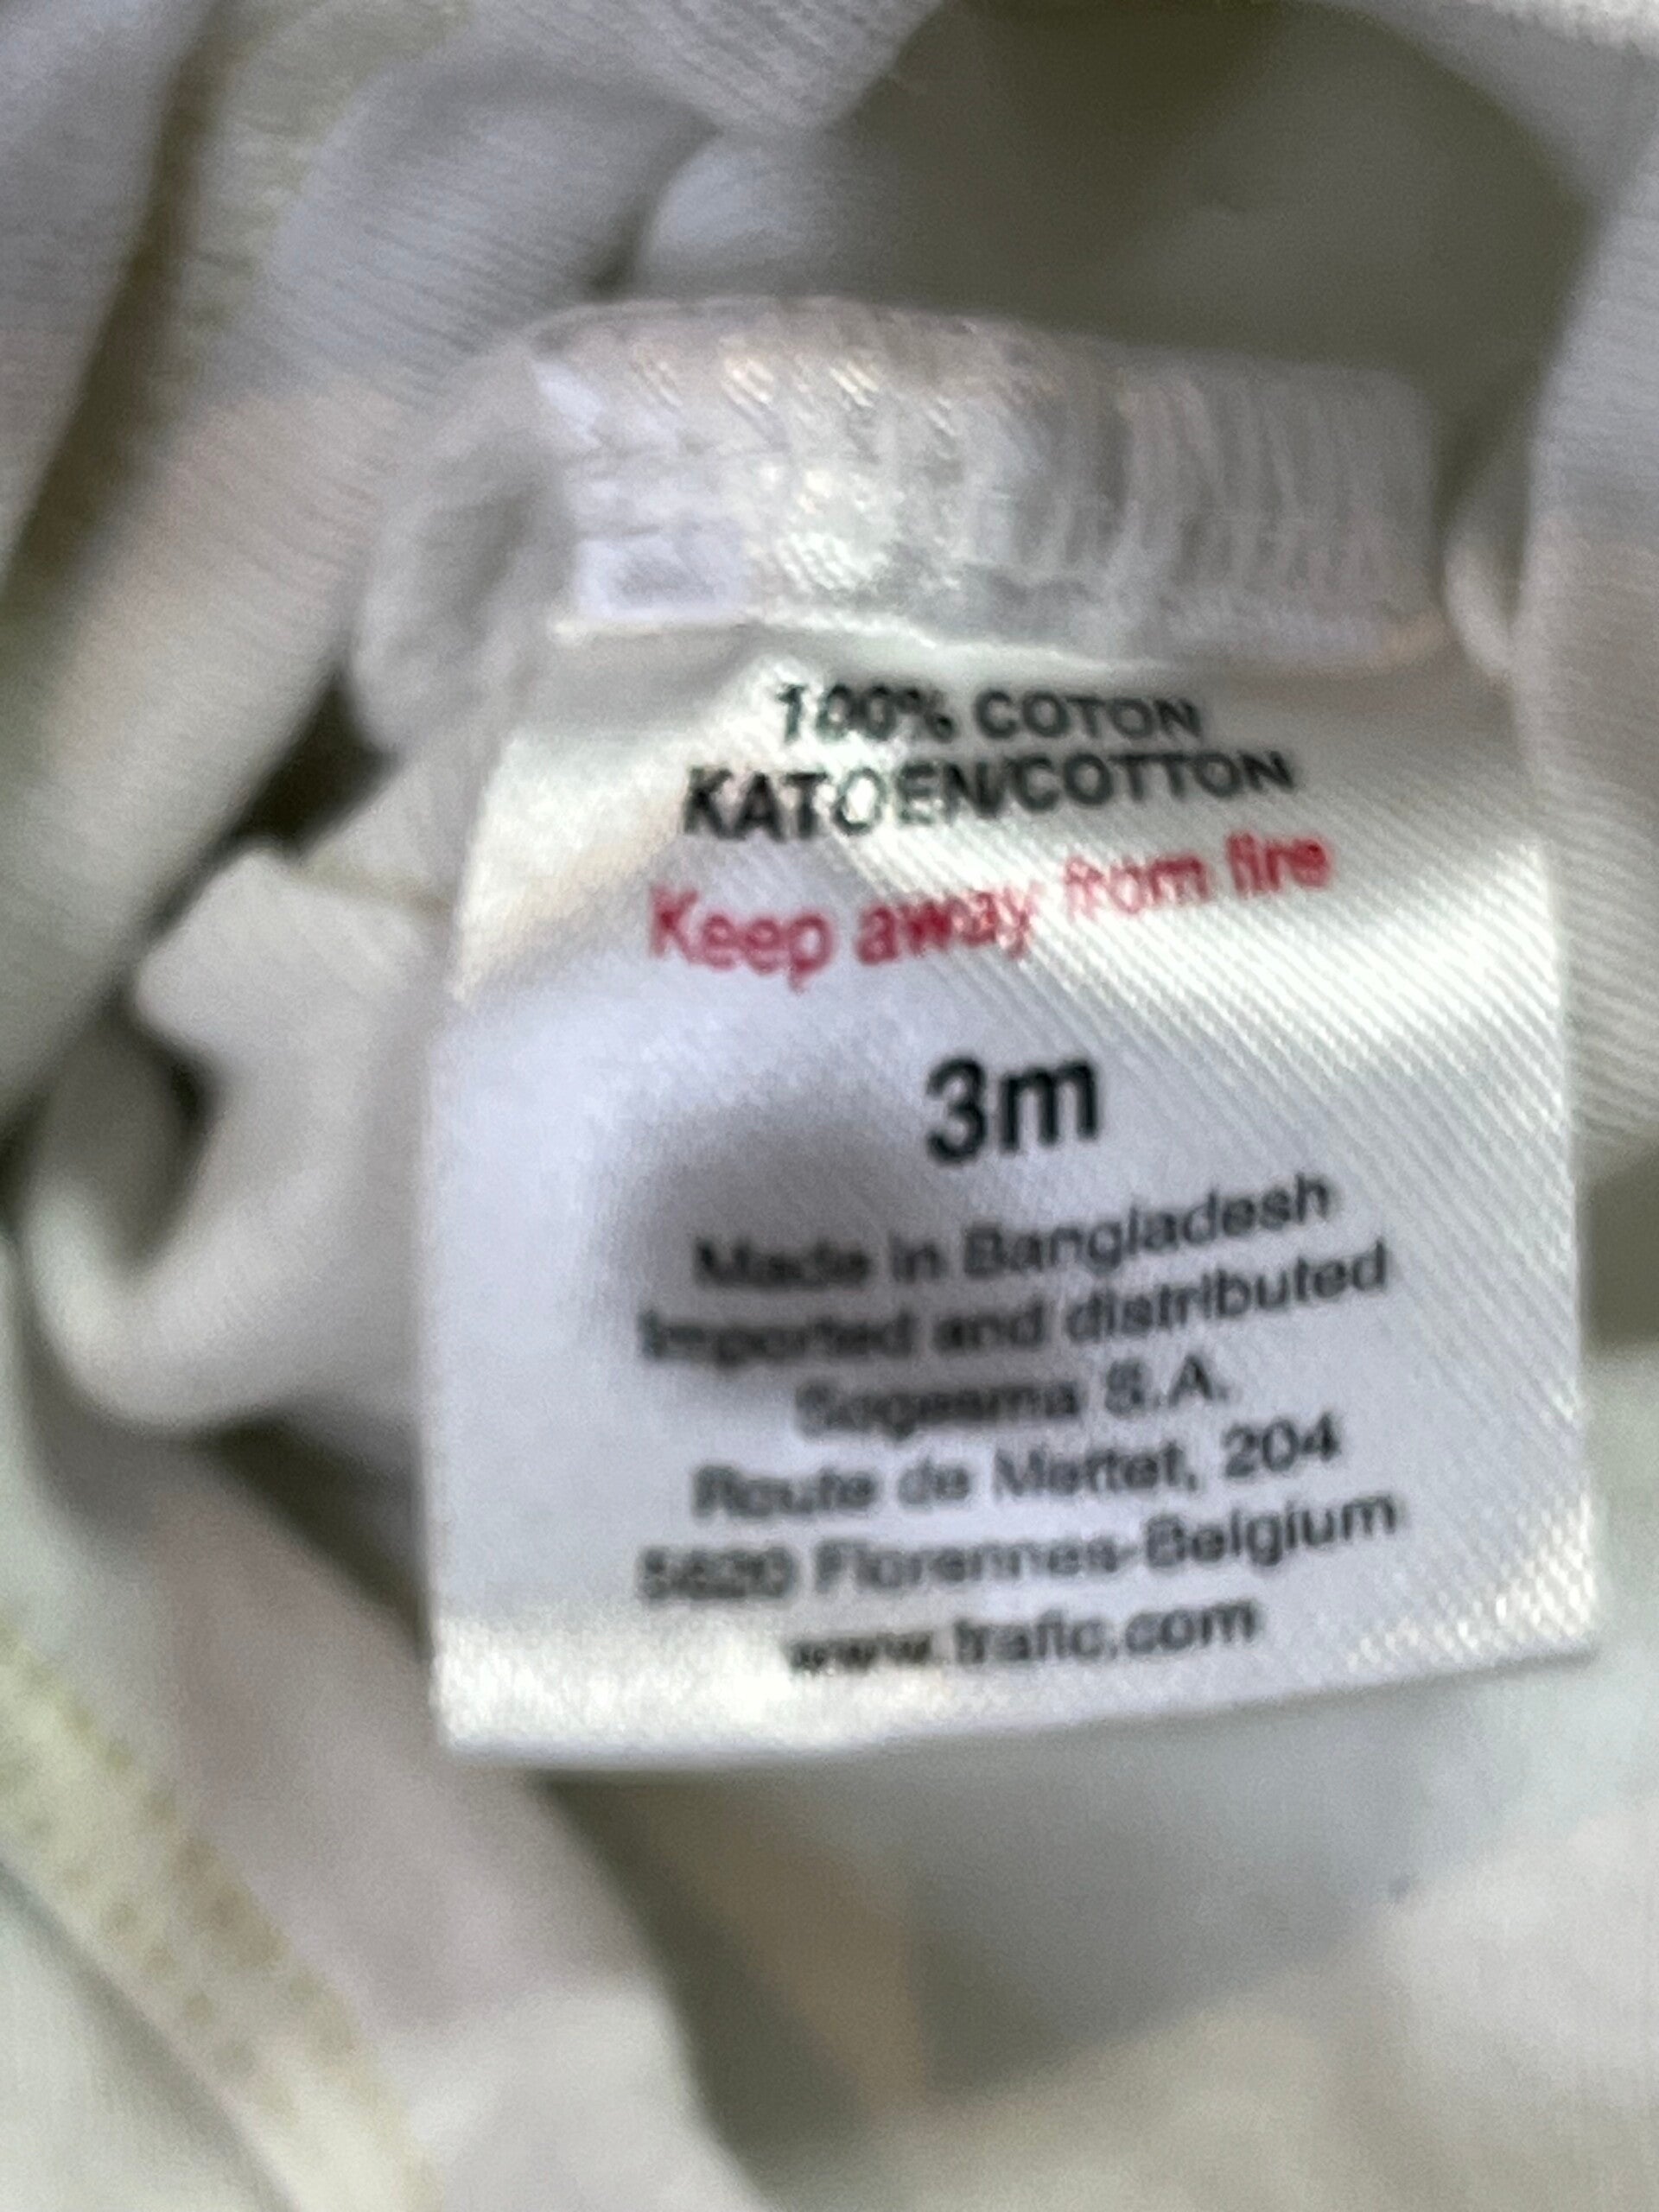 100% COTON
KATOEN/COTTON
Keep away from fire
3m
Made in Bangladesh
Imported and distributed
Sogesma S.A.
Route de Mettet, 204
5620 Florennes-Belgium
www.trafic.com